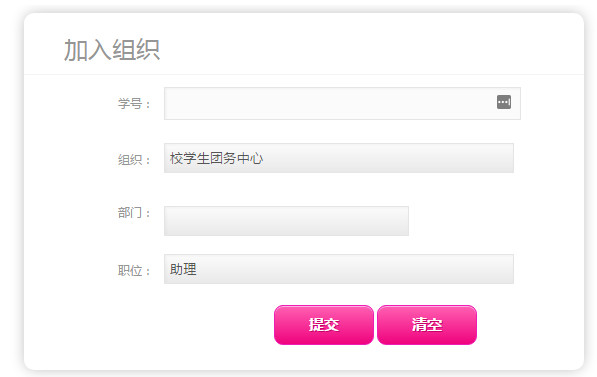 加入组织
学号：
组织： 校学生团务中心
部门：
职位： 助理
提交 清空